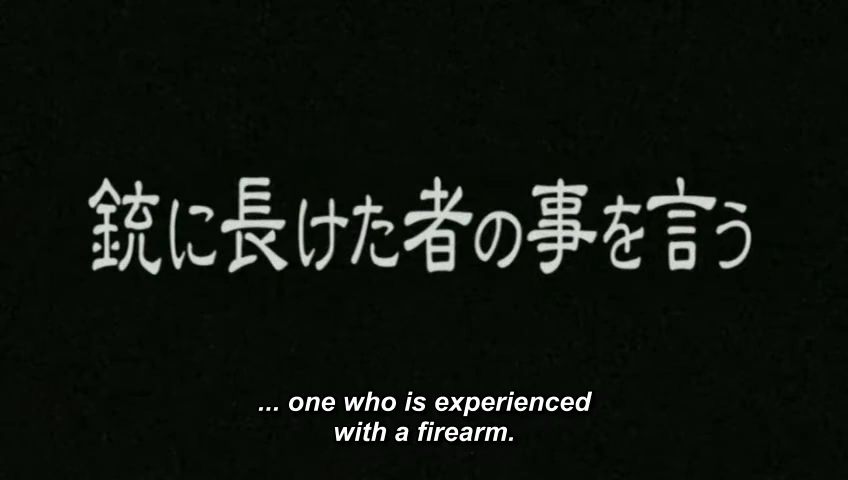 銃に長けた者の事を言う
... one who is experienced
with a firearm.